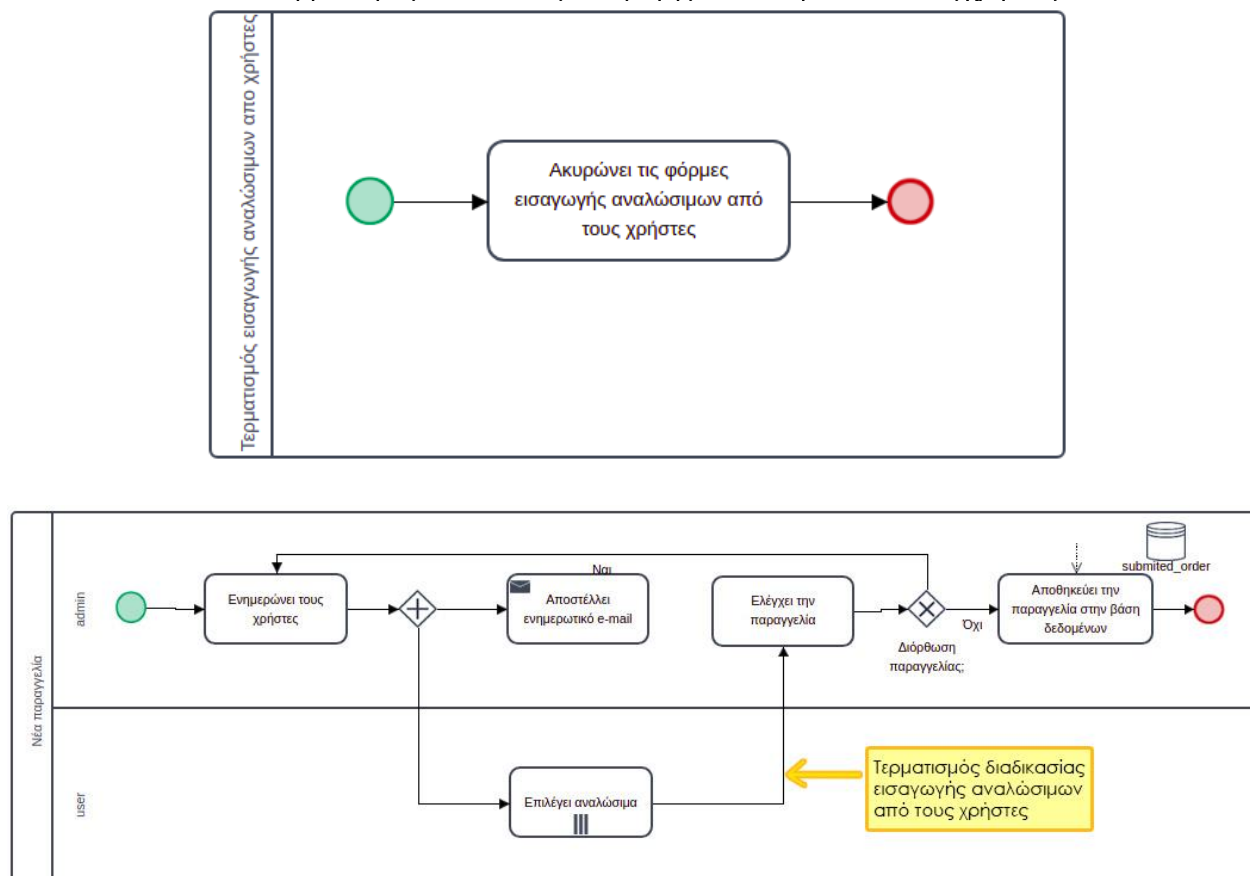 Τερματισμός εισαγωγής αναλώσιμων απο χρήστες
Ακυρώνει τις φόρμες
εισαγωγής αναλώσιμων από
τους χρήστες
Νέα παραγγελία
admin
Ενημερώνει τους
χρήστες
Ναι
Αποστέλλει
ενημερωτικό e-mail
Ελέγχει την
παραγγελία
Διόρθωση
παραγγελίας;
Όχι
submited_order
Αποθηκεύει την
παραγγελία στην βάση
δεδομένων
user
Επιλέγει αναλώσιμα
Τερματισμός διαδικασίας
εισαγωγής αναλώσιμων
από τους χρήστες